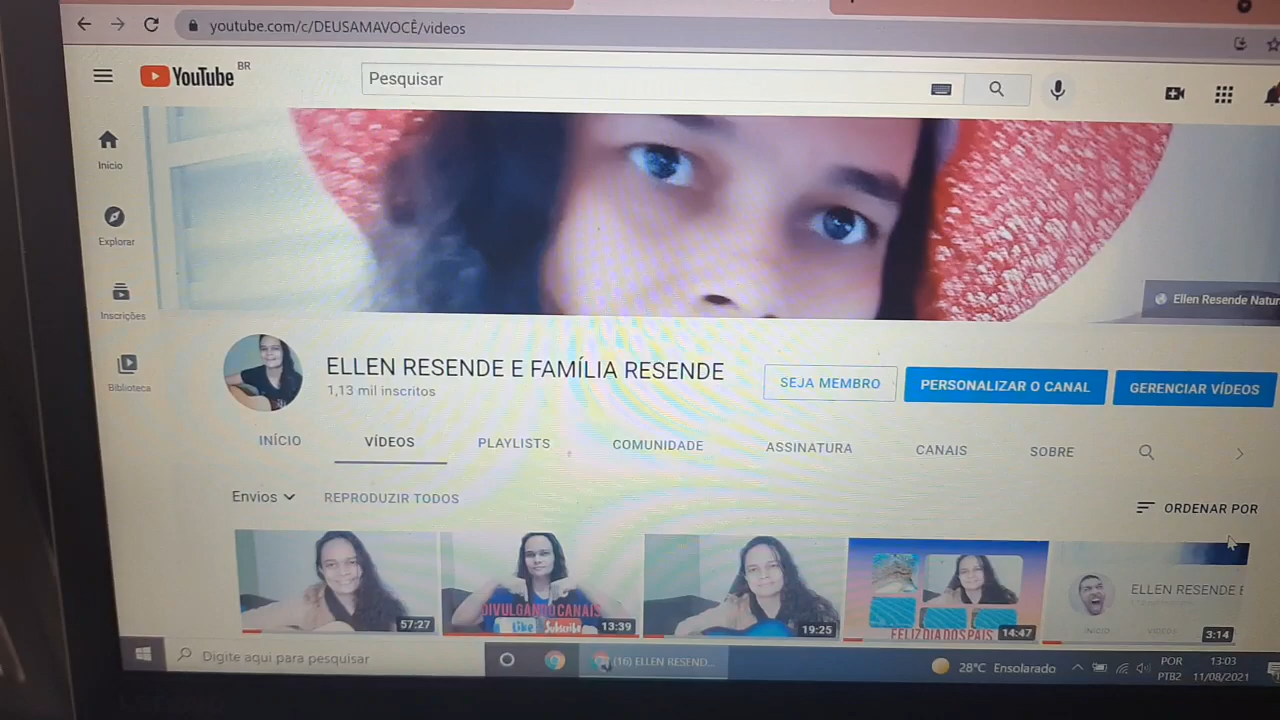 youtube.com/c/DEUSAMAVOCÊ/videos
YouTube BR
Pesquisar
Início
Explorar
Inscrições
Biblioteca
Ellen Resende Natur
ELLEN RESENDE E FAMÍLIA RESENDE
1,13 mil inscritos
SEJA MEMBRO
PERSONALIZAR O CANAL
GERENCIAR VÍDEOS
INÍCIO
VÍDEOS
PLAYLISTS
COMUNIDADE
ASSINATURA
CANAIS
SOBRE
Envios
REPRODUZIR TODOS
ORDENAR POR
57:27
DIVULGANDO CANAIS
Like Subscribe
13:39
19:25
FELIZ DIA DOS PAIS
14:47
ELLEN RESENDE E
INÍCIO
3:14
Digite aqui para pesquisar
(16) ELLEN RESEND...
28°C Ensolarado
POR
PTB2
13:03
11/08/2021